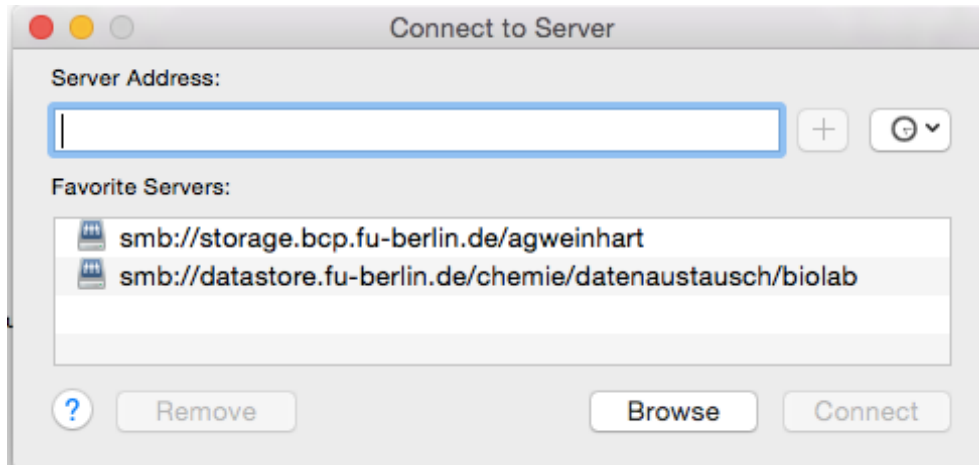 Connect to Server
Server Address:
Favorite Servers:
smb://storage.bcp.fu-berlin.de/agweinhart
smb://datastore.fu-berlin.de/chemie/datenaustausch/biolab
? Remove Browse Connect